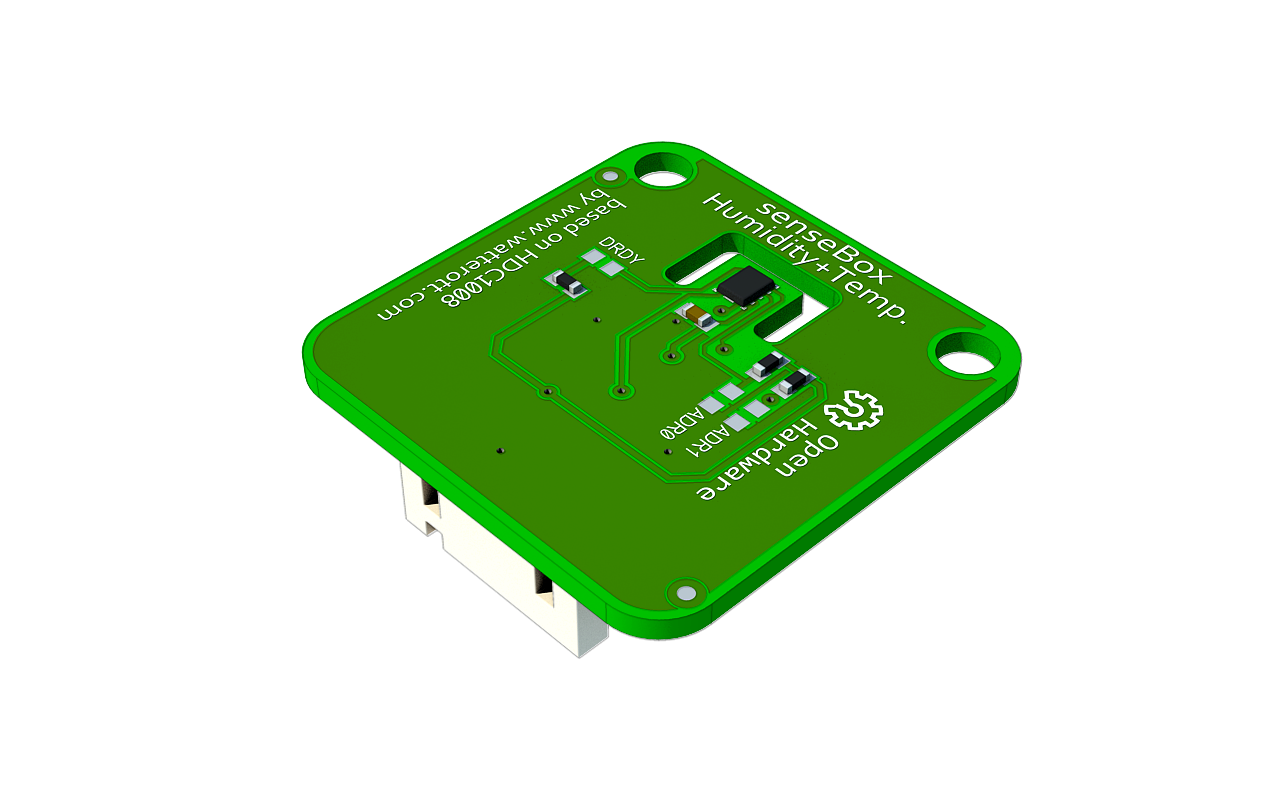 senseBox
Humidity+Temp.
based on HDC1008
by www.watterott.com
DRDY
ADR0
ADR1
Open
Hardware